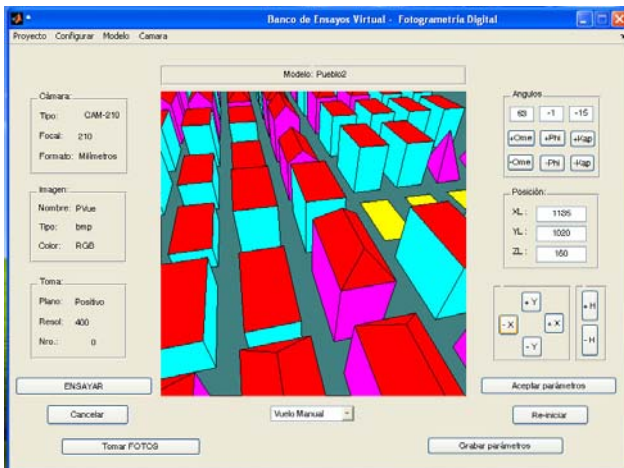 Banco de Ensayos Virtual - Fotogrametría Digital
Proyecto Configurar Modelo Camara
Modelo: Pueblo2
Cámara:
Tipo: CAM-210
Focal: 210
Formato: Milímetros
Imagen:
Nombre: PVue
Tipo: bmp
Color: RGB
Toma:
Plano: Positivo
Resol: 400
Nro.: 0
ENSAYAR
Cancelar
Tomar FOTOS
Vuelo Manual
Angulos
63 -1 -15
+Ome +Phi +Kap
-Ome -Phi -Kap
Posición:
XL: 1135
YL: 1020
ZL: 150
+ Y
- X + X
- Y
+ H
- H
Aceptar parámetros
Re-iniciar
Grabar parámetros